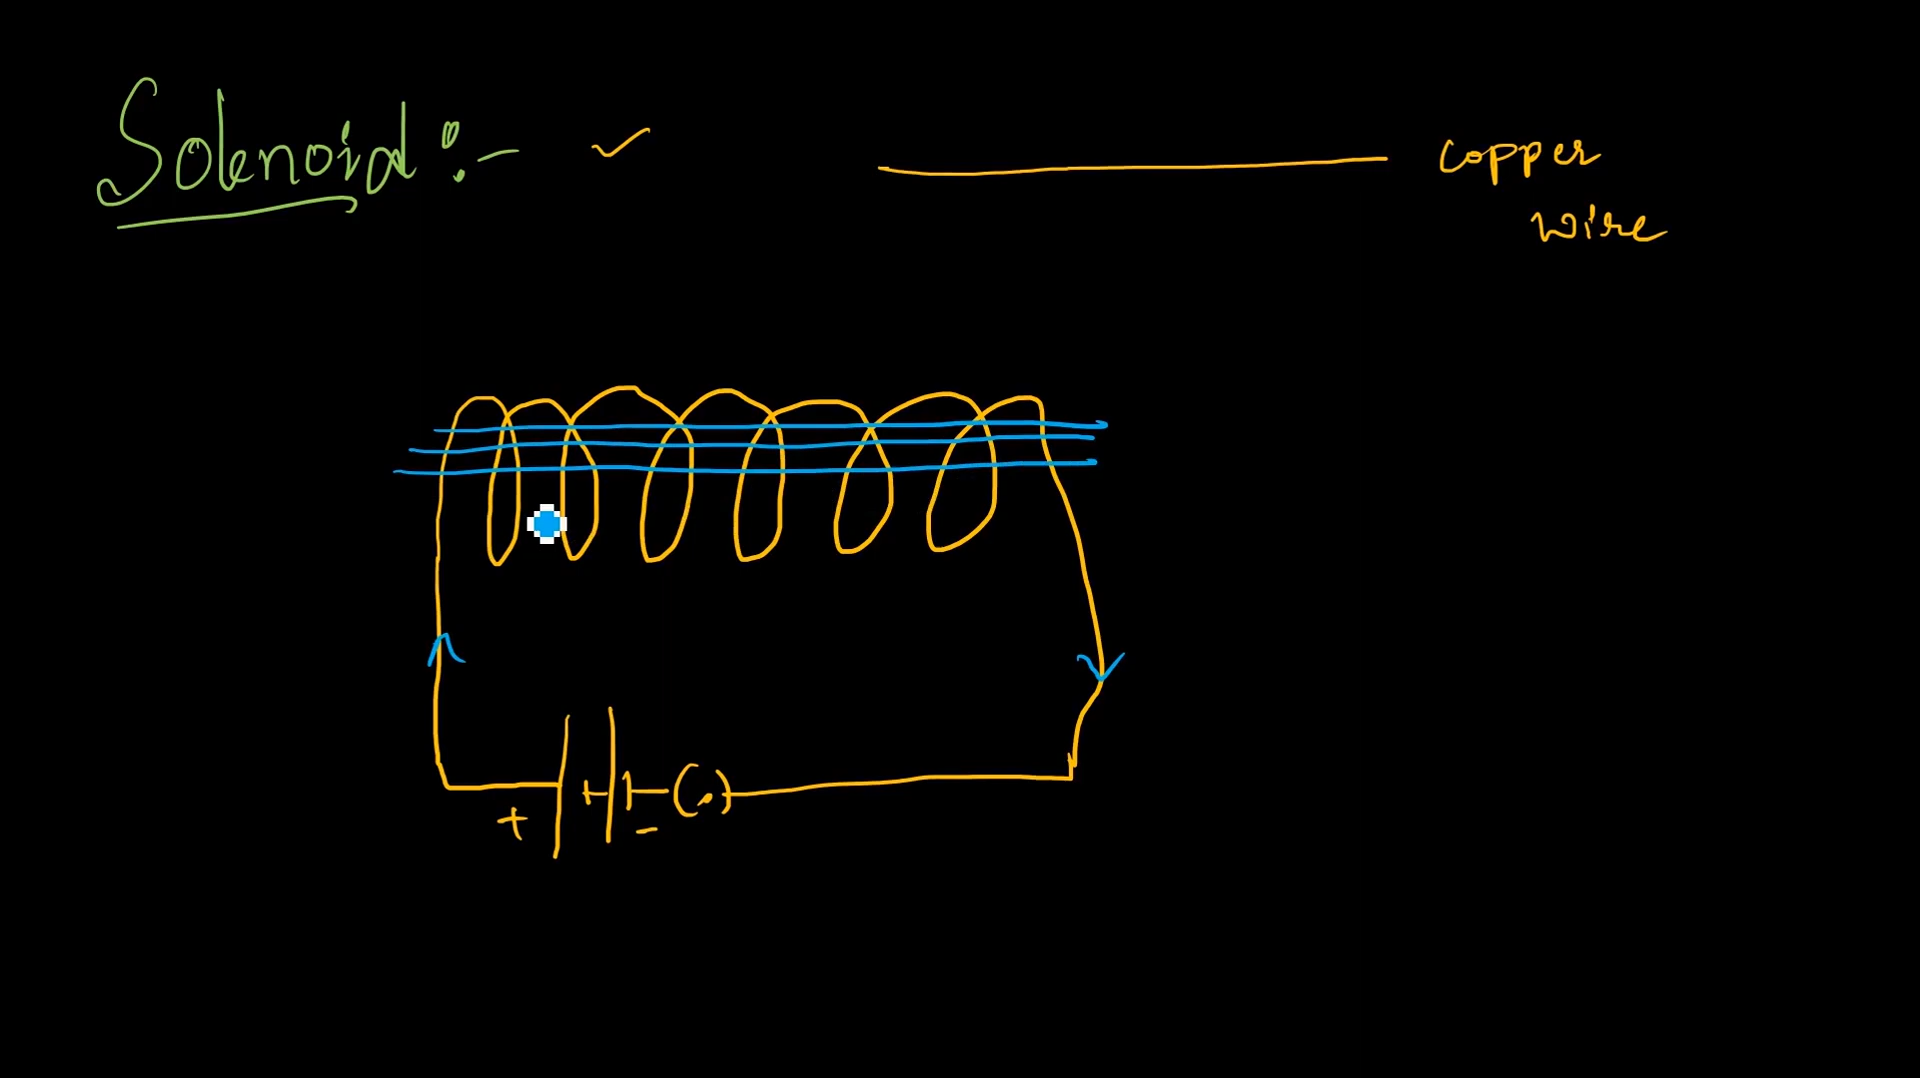 Solenoid :-
copper
wire
+ -